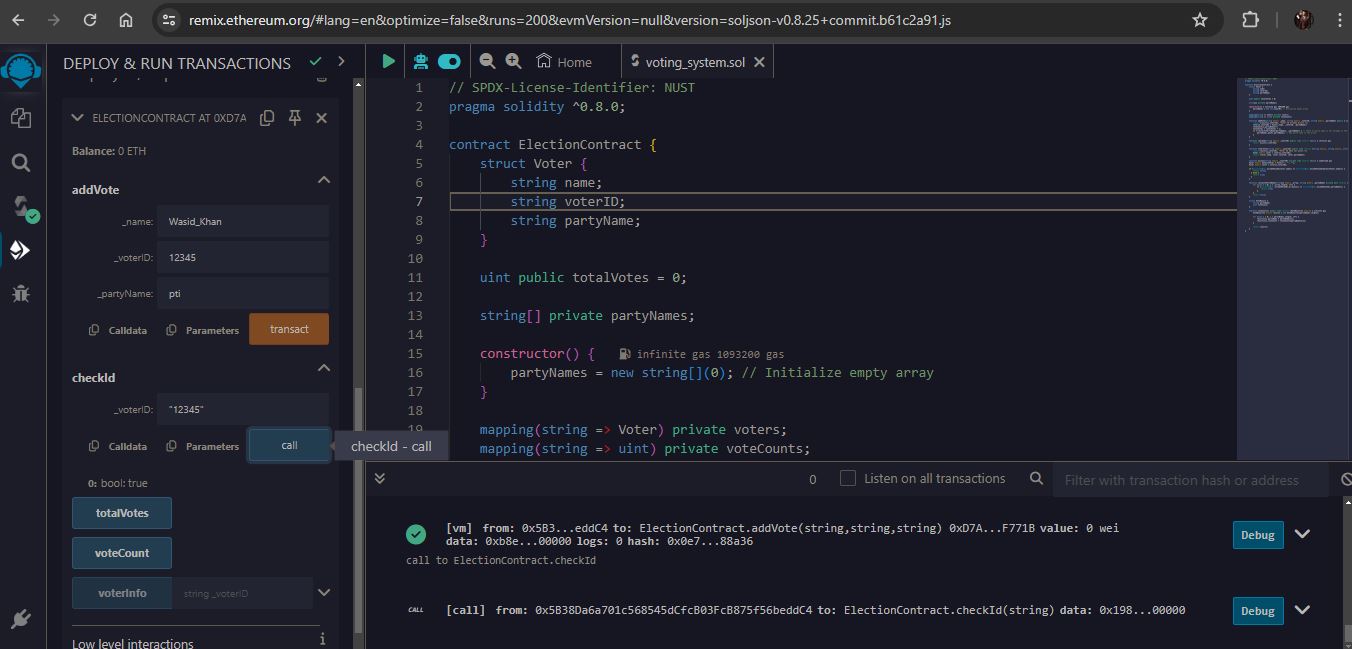 remix.ethereum.org/#lang=en&optimize=false&runs=200&evmVersion=null&version=soljson-v0.8.25+commit.b61c2a91.js
DEPLOY & RUN TRANSACTIONS
ELECTIONCONTRACT AT 0XD7A
Balance: 0 ETH
addVote
_name: Wasid_Khan
_voterID: 12345
_partyName: pti
Calldata Parameters transact
checkId
_voterID: "12345"
Calldata Parameters call
checkId - call
0: bool: true
totalVotes
voteCount
voterInfo string _voterID
Low level interactions
i
Home voting_system.sol
1 // SPDX-License-Identifier: NUST
2 pragma solidity ^0.8.0;
3
4 contract ElectionContract {
5 struct Voter {
6 string name;
7 string voterID;
8 string partyName;
9 }
10
11 uint public totalVotes = 0;
12
13 string[] private partyNames;
14
15 constructor() { infinite gas 1093200 gas
16 partyNames = new string[](0); // Initialize empty array
17 }
18
19 mapping(string => Voter) private voters;
mapping(string => uint) private voteCounts;
0 Listen on all transactions Filter with transaction hash or address
[vm] from: 0x5B3...eddC4 to: ElectionContract.addVote(string,string,string) 0xD7A...F771B value: 0 wei
data: 0xb8e...00000 logs: 0 hash: 0x0e7...88a36
Debug
call to ElectionContract.checkId
CALL [call] from: 0x5B38Da6a701c568545dCfcB03FcB875f56beddC4 to: ElectionContract.checkId(string) data: 0x198...00000
Debug